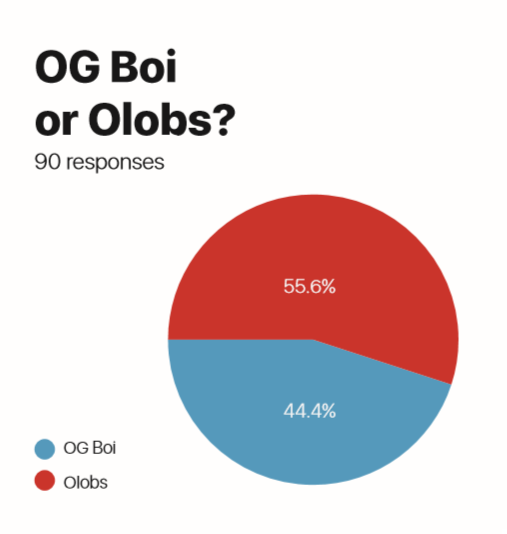 OG Boi
or Olobs?
90 responses
55.6%
44.4%
OG Boi
Olobs